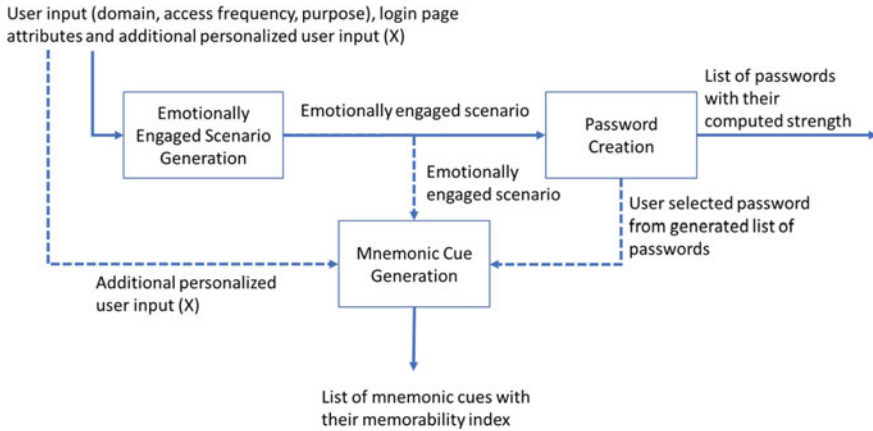 User input (domain, access frequency, purpose), login page
attributes and additional personalized user input (X)
Emotionally
Engaged Scenario
Generation
Emotionally engaged scenario
Password
Creation
List of passwords
with their
computed strength
Emotionally
engaged scenario
User selected password
from generated list of
passwords
Mnemonic Cue
Generation
Additional personalized
user input (X)
List of mnemonic cues with
their memorability index